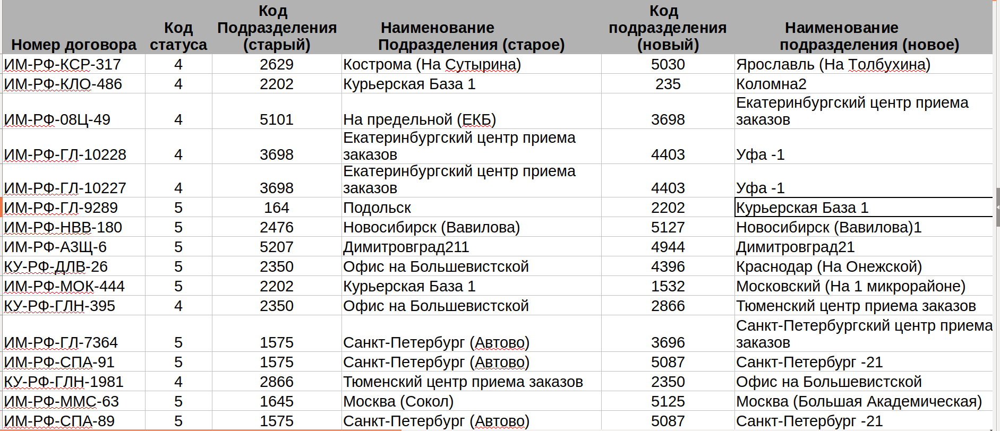 Номер договора Код статуса Код Подразделения (старый) Наименование Подразделения (старое) Код подразделения (новый) Наименование подразделения (новое)
ИМ-РФ-КСР-317 4 2629 Кострома (На Сутырина) 5030 Ярославль (На Толбухина)
ИМ-РФ-КЛО-486 4 2202 Курьерская База 1 235 Коломна2
ИМ-РФ-08Ц-49 4 5101 На предельной (ЕКБ) 3698 Екатеринбургский центр приема заказов
ИМ-РФ-ГЛ-10228 4 3698 Екатеринбургский центр приема заказов 4403 Уфа -1
ИМ-РФ-ГЛ-10227 4 3698 Екатеринбургский центр приема заказов 4403 Уфа -1
ИМ-РФ-ГЛ-9289 5 164 Подольск 2202 Курьерская База 1
ИМ-РФ-НВВ-180 5 2476 Новосибирск (Вавилова) 5127 Новосибирск (Вавилова)1
ИМ-РФ-АЗЩ-6 5 5207 Димитровград211 4944 Димитровград21
КУ-РФ-ДЛВ-26 5 2350 Офис на Большевистской 4396 Краснодар (На Онежской)
ИМ-РФ-МОК-444 5 2202 Курьерская База 1 1532 Московский (На 1 микрорайоне)
КУ-РФ-ГЛН-395 4 2350 Офис на Большевистской 2866 Тюменский центр приема заказов
ИМ-РФ-ГЛ-7364 5 1575 Санкт-Петербург (Автово) 3696 Санкт-Петербургский центр приема заказов
ИМ-РФ-СПА-91 5 1575 Санкт-Петербург (Автово) 5087 Санкт-Петербург -21
КУ-РФ-ГЛН-1981 4 2866 Тюменский центр приема заказов 2350 Офис на Большевистской
ИМ-РФ-ММС-63 5 1645 Москва (Сокол) 5125 Москва (Большая Академическая)
ИМ-РФ-СПА-89 5 1575 Санкт-Петербург (Автово) 5087 Санкт-Петербург -21